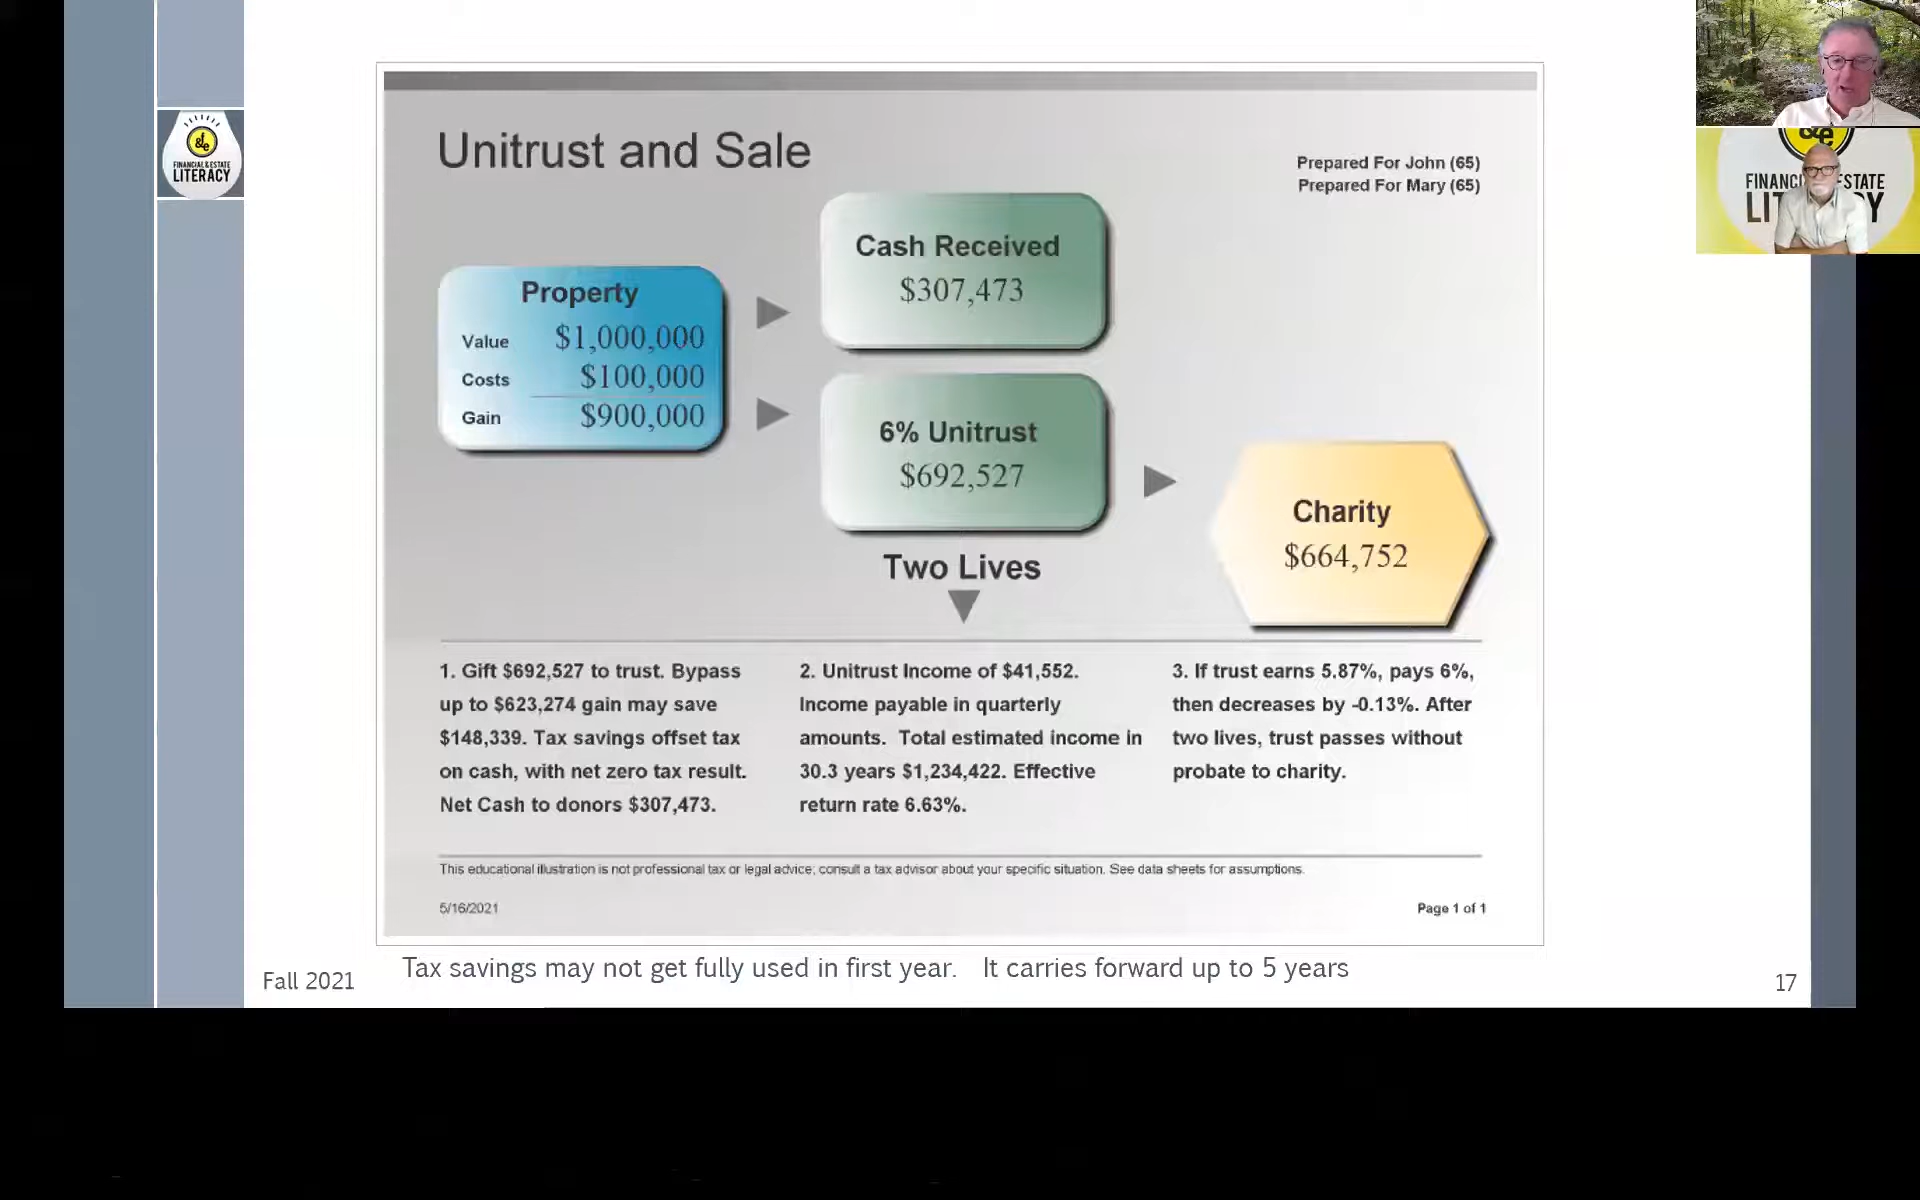 FINANCIAL & ESTATE
LITERACY
Unitrust and Sale
Prepared For John (65)
Prepared For Mary (65)
Property
Value $1,000,000
Costs $100,000
Gain $900,000
Cash Received
$307,473
6% Unitrust
$692,527
Two Lives
Charity
$664,752
1. Gift $692,527 to trust. Bypass
up to $623,274 gain may save
$148,339. Tax savings offset tax
on cash, with net zero tax result.
Net Cash to donors $307,473.
2. Unitrust Income of $41,552.
Income payable in quarterly
amounts. Total estimated income in
30.3 years $1,234,422. Effective
return rate 6.63%.
3. If trust earns 5.87%, pays 6%,
then decreases by -0.13%. After
two lives, trust passes without
probate to charity.
This educational illustration is not professional tax or legal advice; consult a tax advisor about your specific situation. See data sheets for assumptions.
5/16/2021
Page 1 of 1
Fall 2021
Tax savings may not get fully used in first year. It carries forward up to 5 years
17